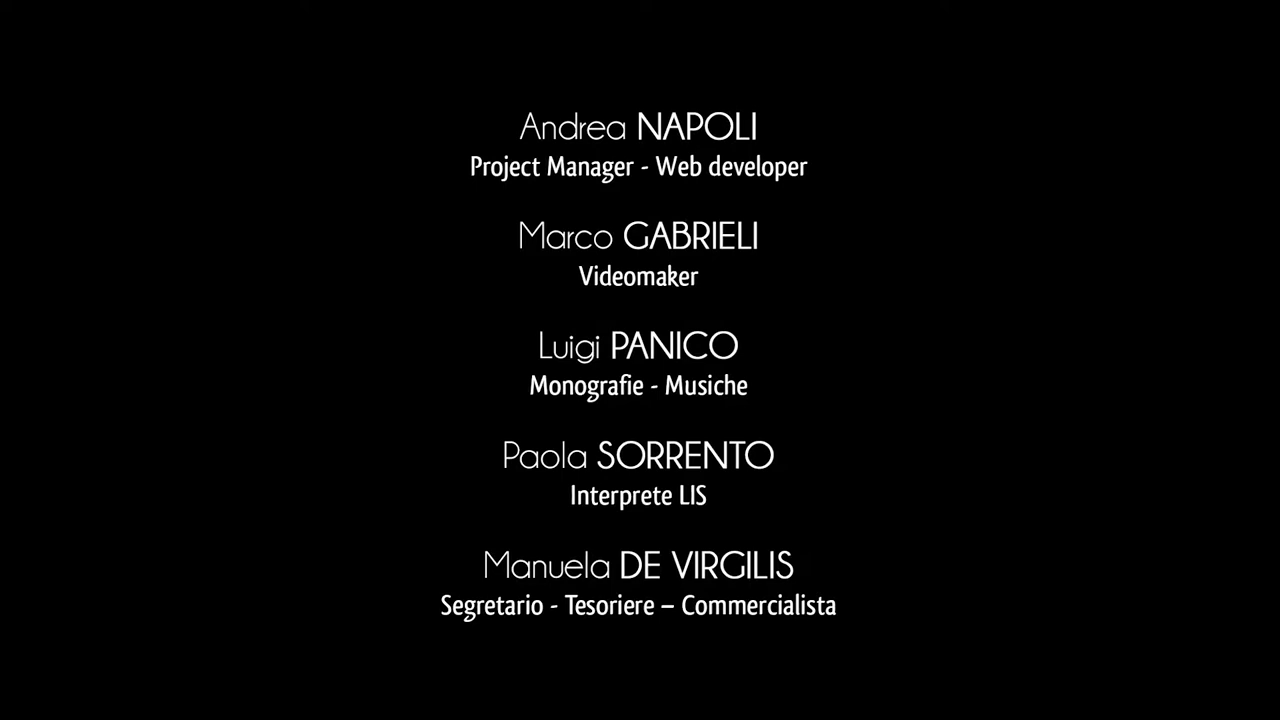 Andrea NAPOLI
Project Manager - Web developer
Marco GABRIELI
Videomaker
Luigi PANICO
Monografie - Musiche
Paola SORRENTO
Interprete LIS
Manuela DE VIRGILIS
Segretario - Tesoriere – Commercialista